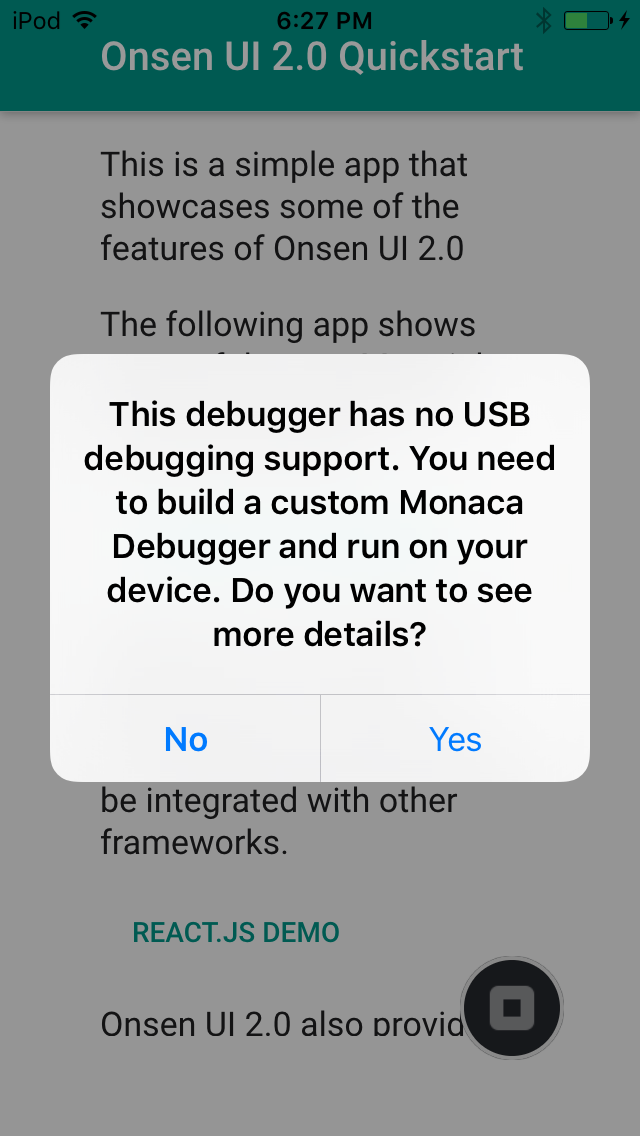 iPod 6:27 PM
Onsen UI 2.0 Quickstart
This is a simple app that
showcases some of the
features of Onsen UI 2.0
The following app shows
This debugger has no USB
debugging support. You need
to build a custom Monaca
Debugger and run on your
device. Do you want to see
more details?
No Yes
be integrated with other
frameworks.
REACT.JS DEMO
Onsen UI 2.0 also provid